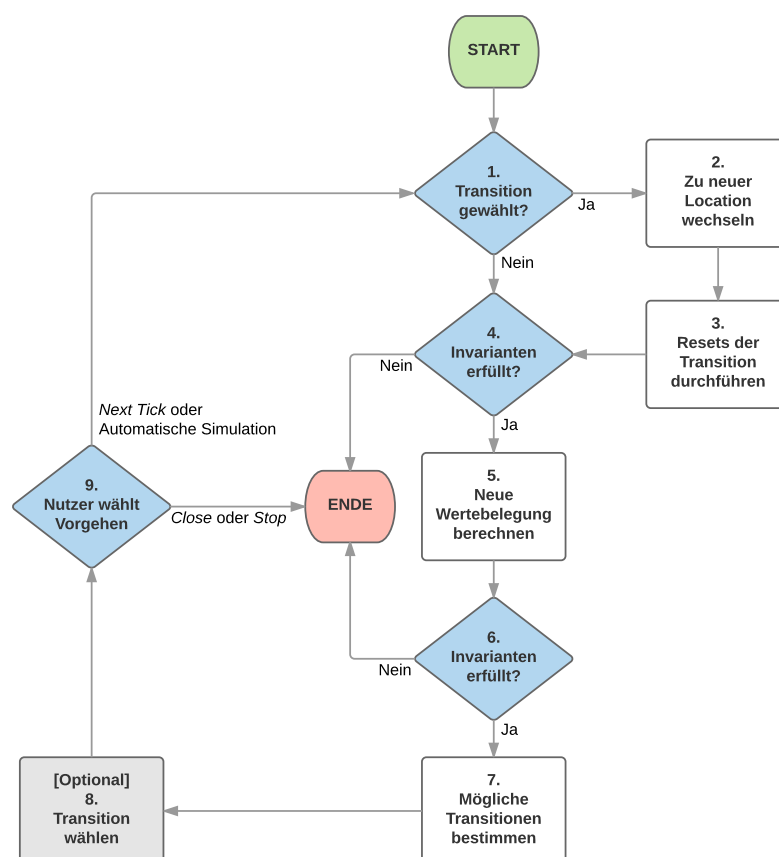 START
1.
Transition
gewählt?
Ja
2.
Zu neuer
Location
wechseln
Nein
3.
Resets der
Transition
durchführen
4.
Invarianten
erfüllt?
Nein
Ja
5.
Neue
Wertebelegung
berechnen
ENDE
6.
Invarianten
erfüllt?
Nein
Ja
7.
Mögliche
Transitionen
bestimmen
[Optional]
8.
Transition
wählen
9.
Nutzer wählt
Vorgehen
Next Tick oder
Automatische Simulation
Close oder Stop